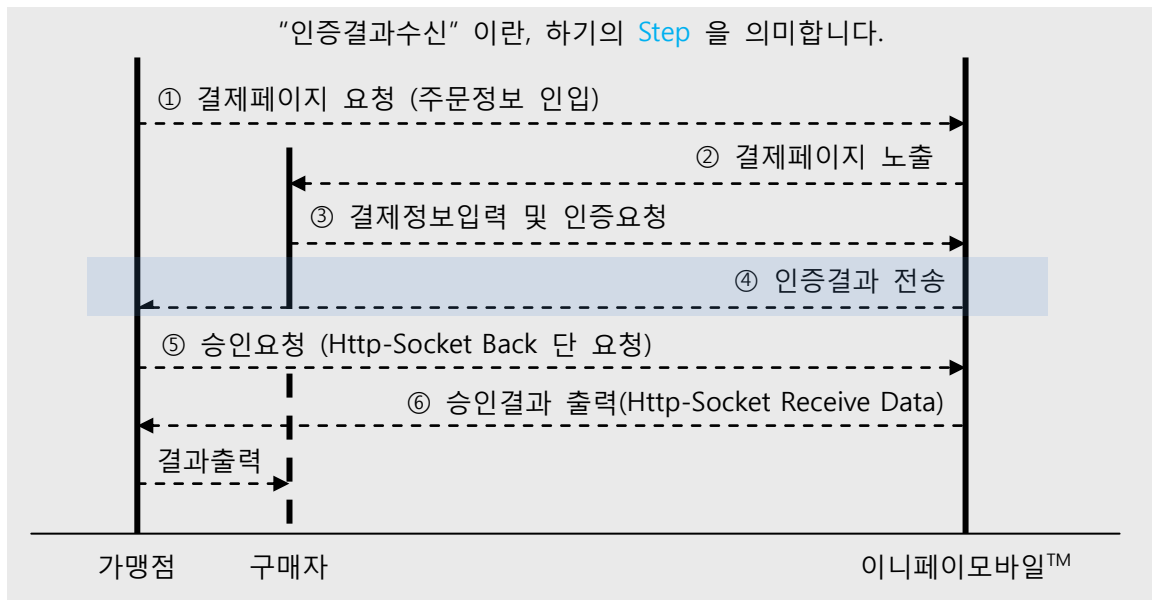 “인증결과수신” 이란, 하기의 Step 을 의미합니다.
① 결제페이지 요청 (주문정보 인입)
② 결제페이지 노출
③ 결제정보입력 및 인증요청
④ 인증결과 전송
⑤ 승인요청 (Http-Socket Back 단 요청)
⑥ 승인결과 출력(Http-Socket Receive Data)
결과출력
가맹점 구매자 이니페이모바일TM